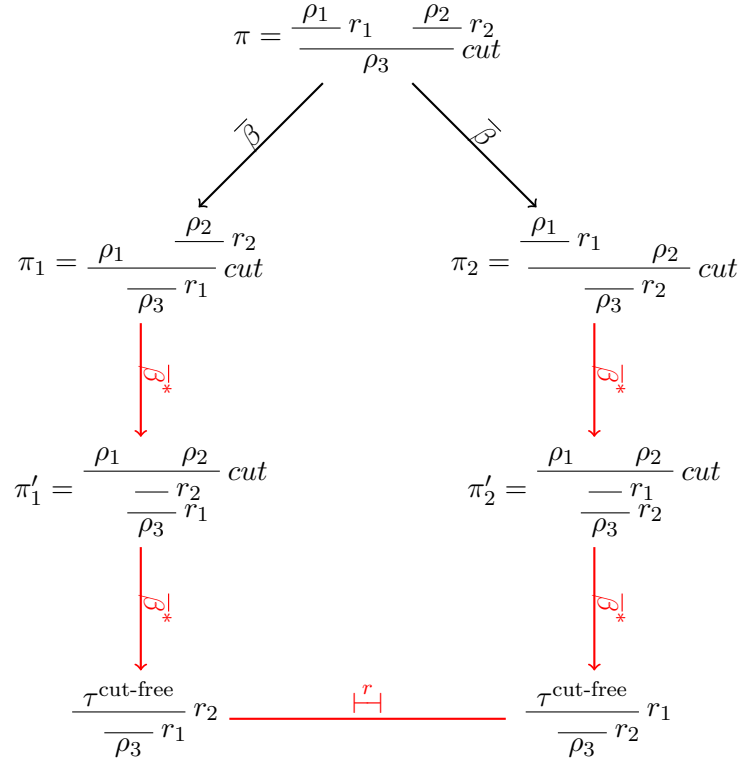 π = ρ₁ r₁ ρ₂ r₂
ρ₃ cut
β̅ β̅
π₁ = ρ₁ ρ₂ r₂ cut
ρ₃ r₁
π₂ = ρ₁ r₁ ρ₂ cut
ρ₃ r₂
β̅* β̅*
π′₁ = ρ₁ ρ₂ cut
r₂
ρ₃ r₁
π′₂ = ρ₁ ρ₂ cut
r₁
ρ₃ r₂
β̅* β̅*
τ^cut-free r₂
ρ₃ r₁
r
τ^cut-free r₁
ρ₃ r₂